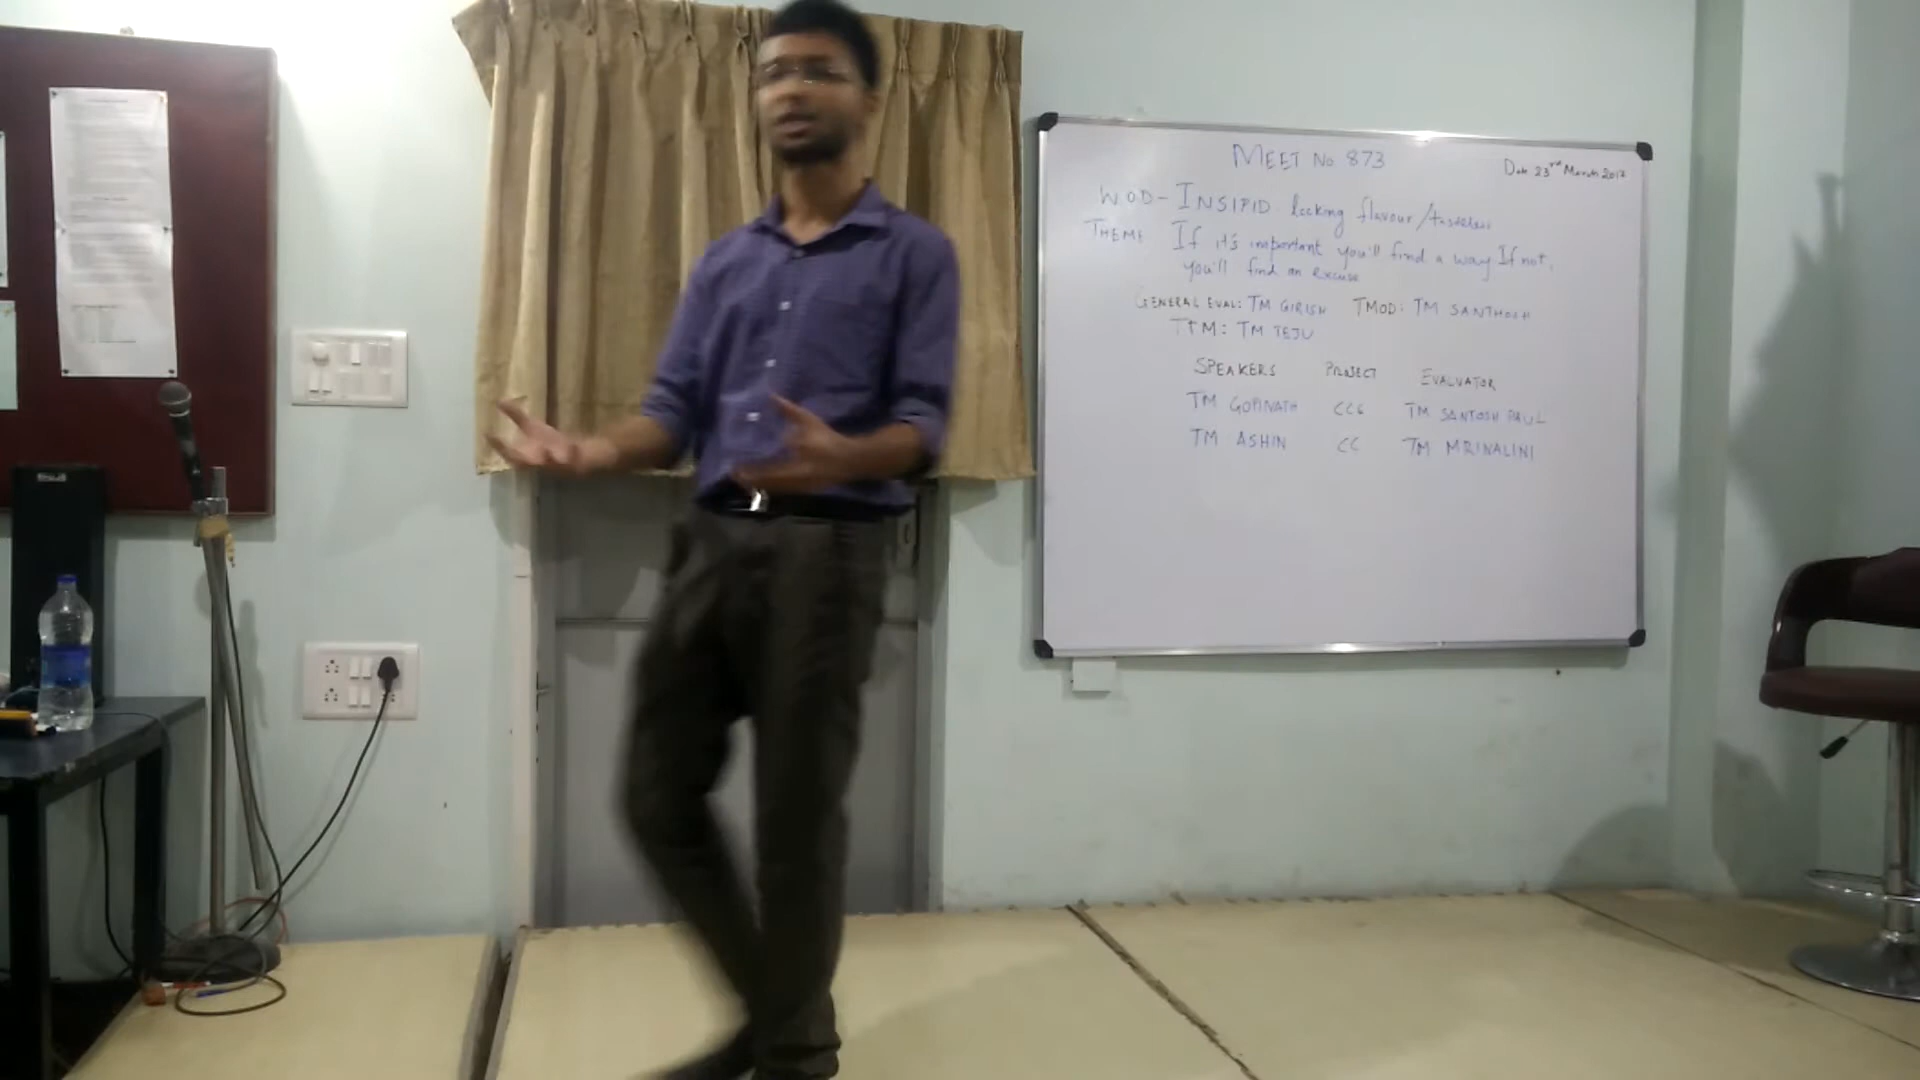 MEET No 873
Date 23rd March 2017
WOD - INSIPID lacking flavour/tasteless
THEME If it's important you'll find a way If not,
you'll find an excuse
GENERAL EVAL: TM GIRISH TMOD: TM SANTHOSH
TTM: TM TEJU
SPEAKERS PROJECT EVALUATOR
TM GOPINATH CC6 TM SANTOSH PAUL
TM ASHIN CC TM MRINALINI